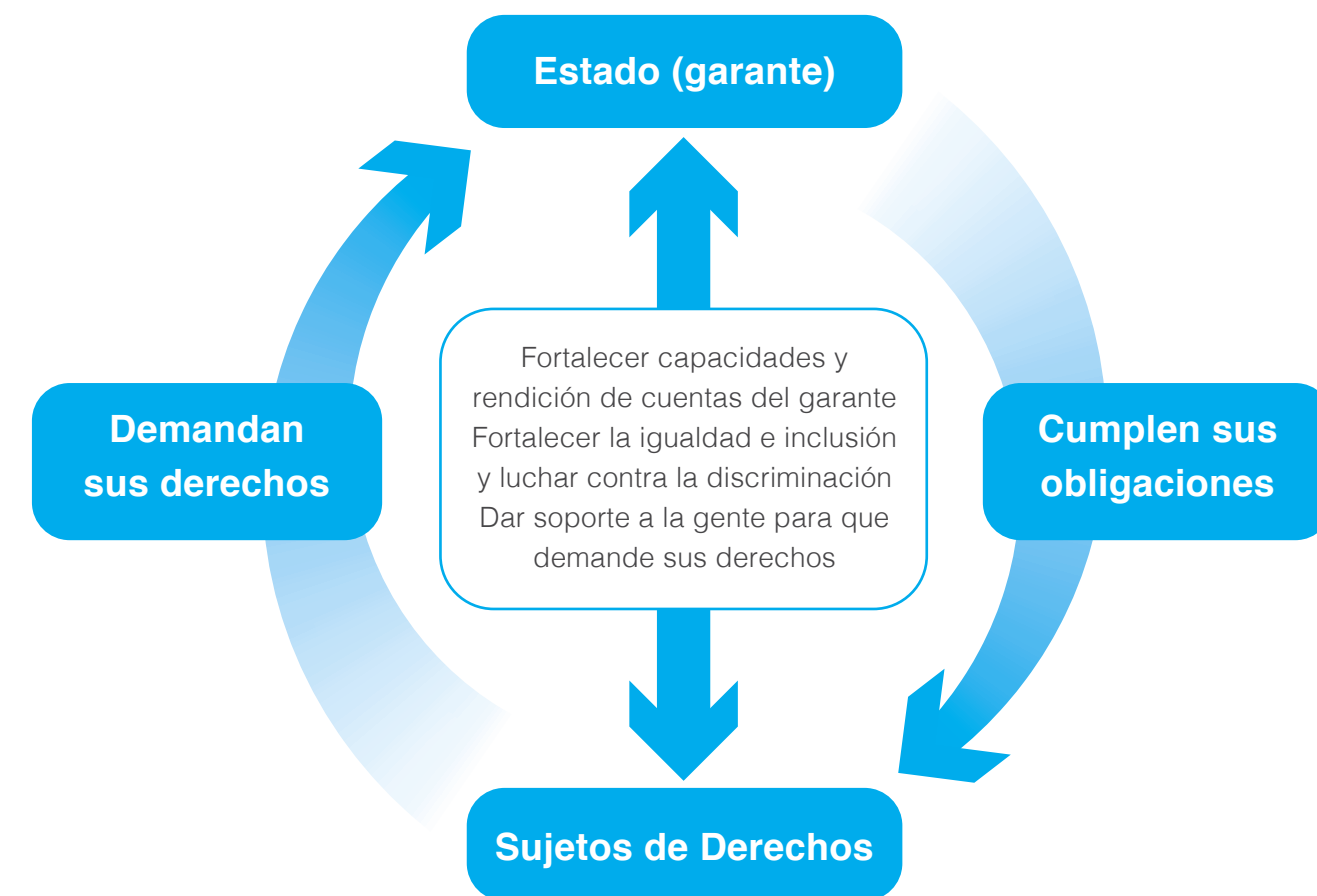 Estado (garante)
Fortalecer capacidades y
rendición de cuentas del garante
Fortalecer la igualdad e inclusión
y luchar contra la discriminación
Dar soporte a la gente para que
demande sus derechos
Demandan
sus derechos
Cumplen sus
obligaciones
Sujetos de Derechos